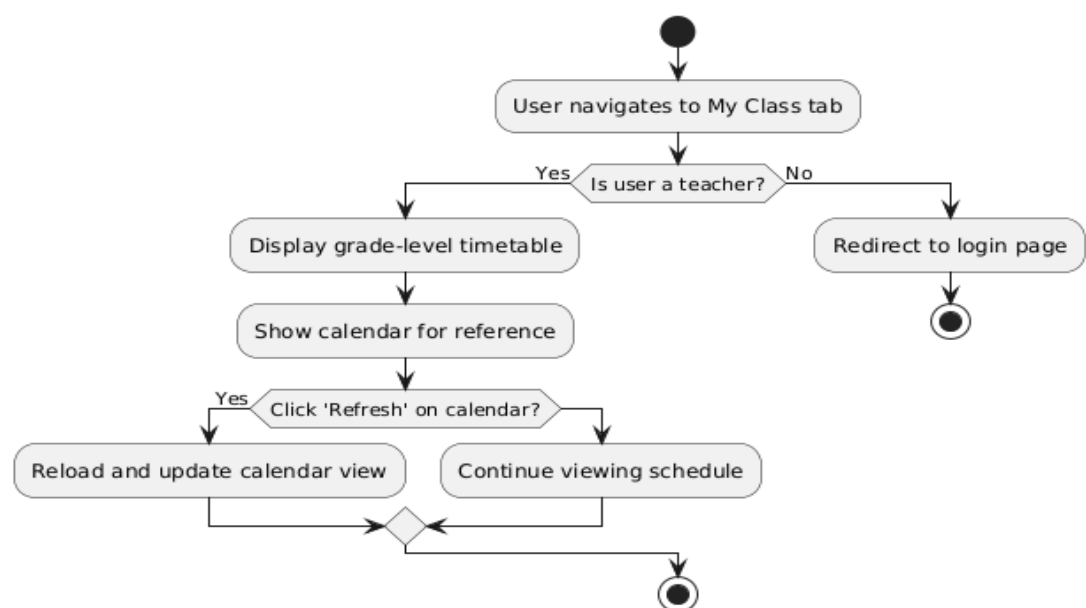 User navigates to My Class tab
Yes
Is user a teacher?
No
Display grade-level timetable
Redirect to login page
Show calendar for reference
Yes
Click 'Refresh' on calendar?
Reload and update calendar view
Continue viewing schedule